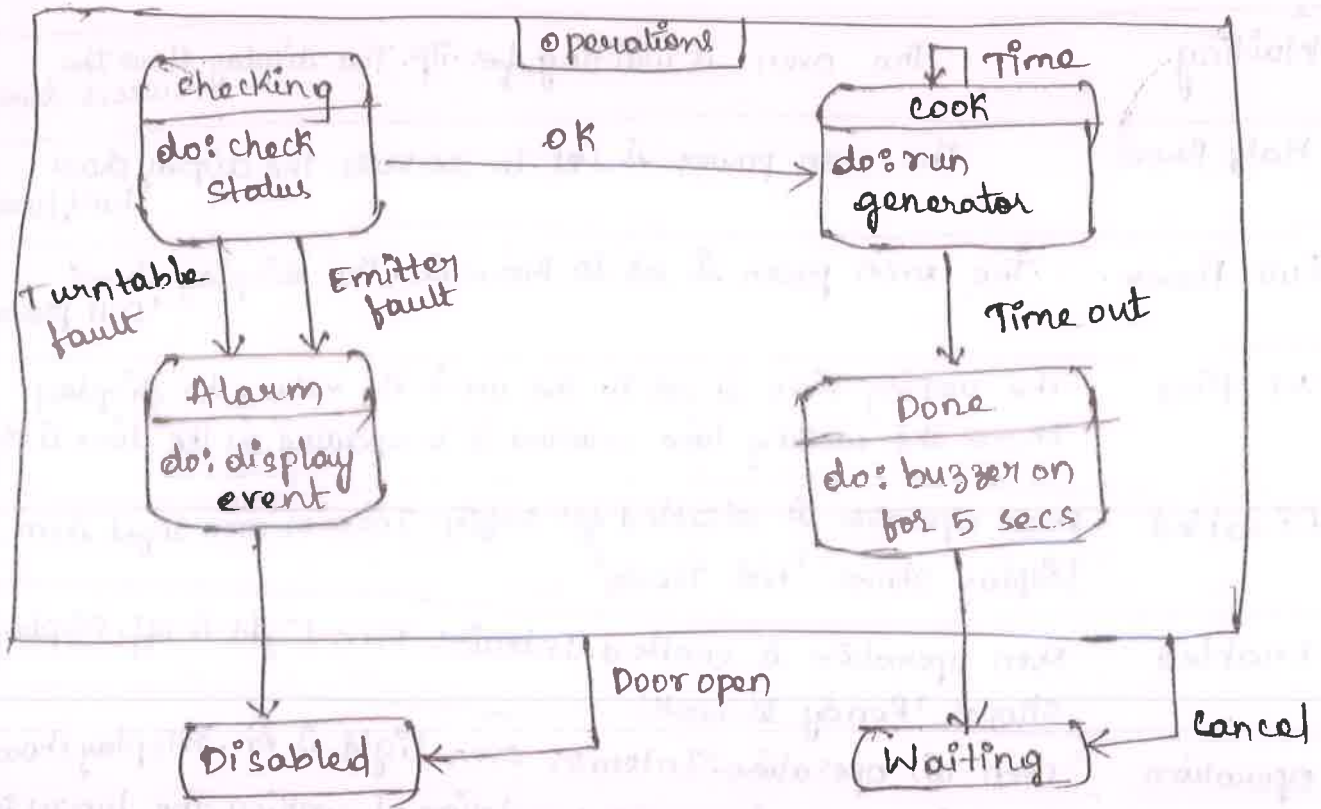 Operations
checking
do: check
status
OK
Time
cook
do: run
generator
Turntable
fault
Emitter
fault
Time out
Alarm
do: display
event
Done
do: buzzer on
for 5 secs
Door open
Cancel
Disabled
Waiting